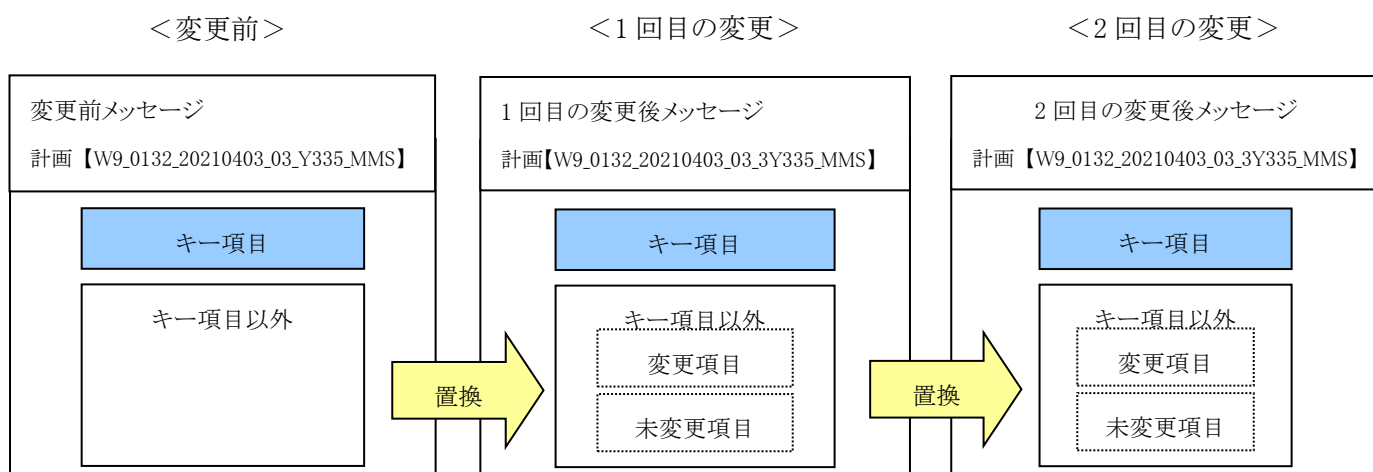 <変更前>
<1回目の変更>
<2回目の変更>
変更前メッセージ
計画【W9_0132_20210403_03_Y335_MMS】
キー項目
キー項目以外
置換
1回目の変更後メッセージ
計画【W9_0132_20210403_03_3Y335_MMS】
キー項目
キー項目以外
変更項目
未変更項目
置換
2回目の変更後メッセージ
計画【W9_0132_20210403_03_3Y335_MMS】
キー項目
キー項目以外
変更項目
未変更項目